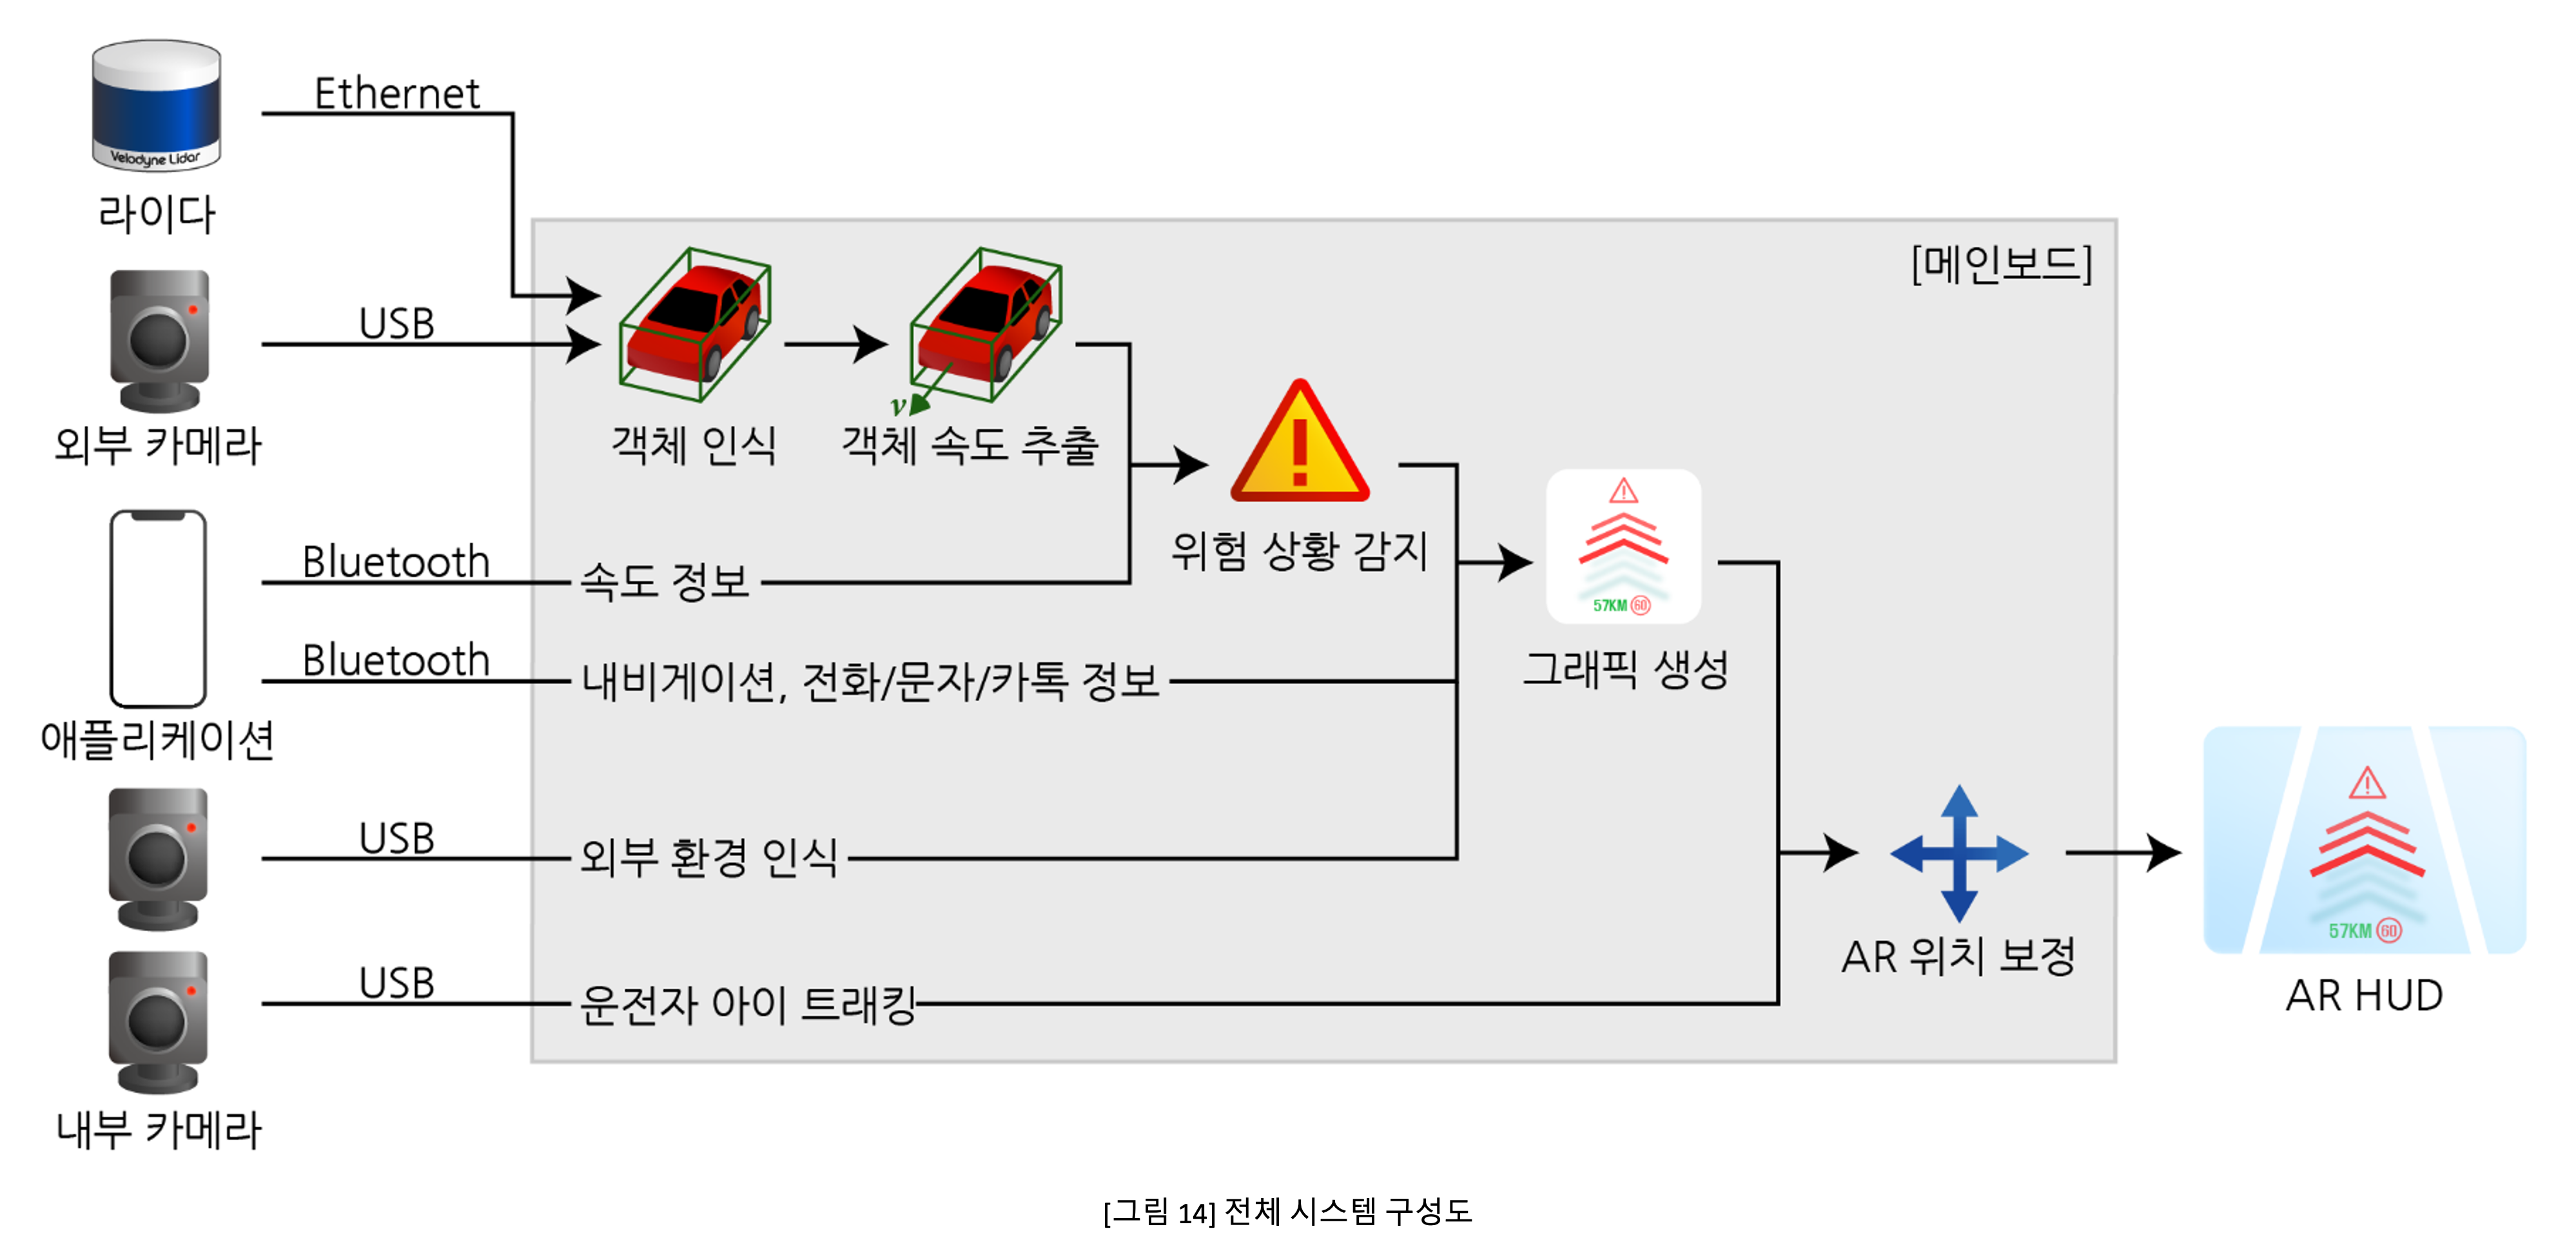 Ethernet
Velodyne Lidar
라이다
[메인보드]
USB
외부 카메라
v
객체 인식
객체 속도 추출
위험 상황 감지
Bluetooth
속도 정보
57KM 60
그래픽 생성
Bluetooth
내비게이션, 전화/문자/카톡 정보
애플리케이션
USB
외부 환경 인식
57KM 60
AR 위치 보정
AR HUD
USB
운전자 아이 트래킹
내부 카메라
[그림 14] 전체 시스템 구성도